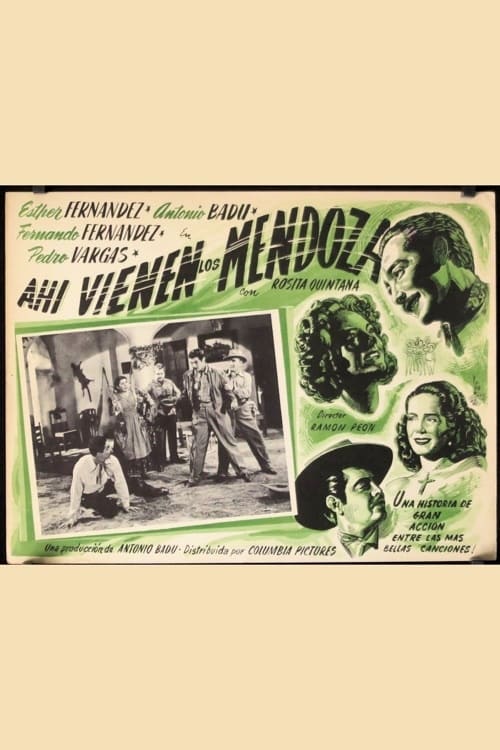 Esther FERNANDEZ * Antonio BADU *
Fernando FERNANDEZ * En
Pedro VARGAS *
AHI VIENEN LOS MENDOZA
con ROSITA QUINTANA
Director
RAMON PEON
UNA HISTORIA DE
GRAN
ACCION
ENTRE LAS MAS
BELLAS CANCIONES!
Una producción de ANTONIO BADU - Distribuida por COLUMBIA PICTURES